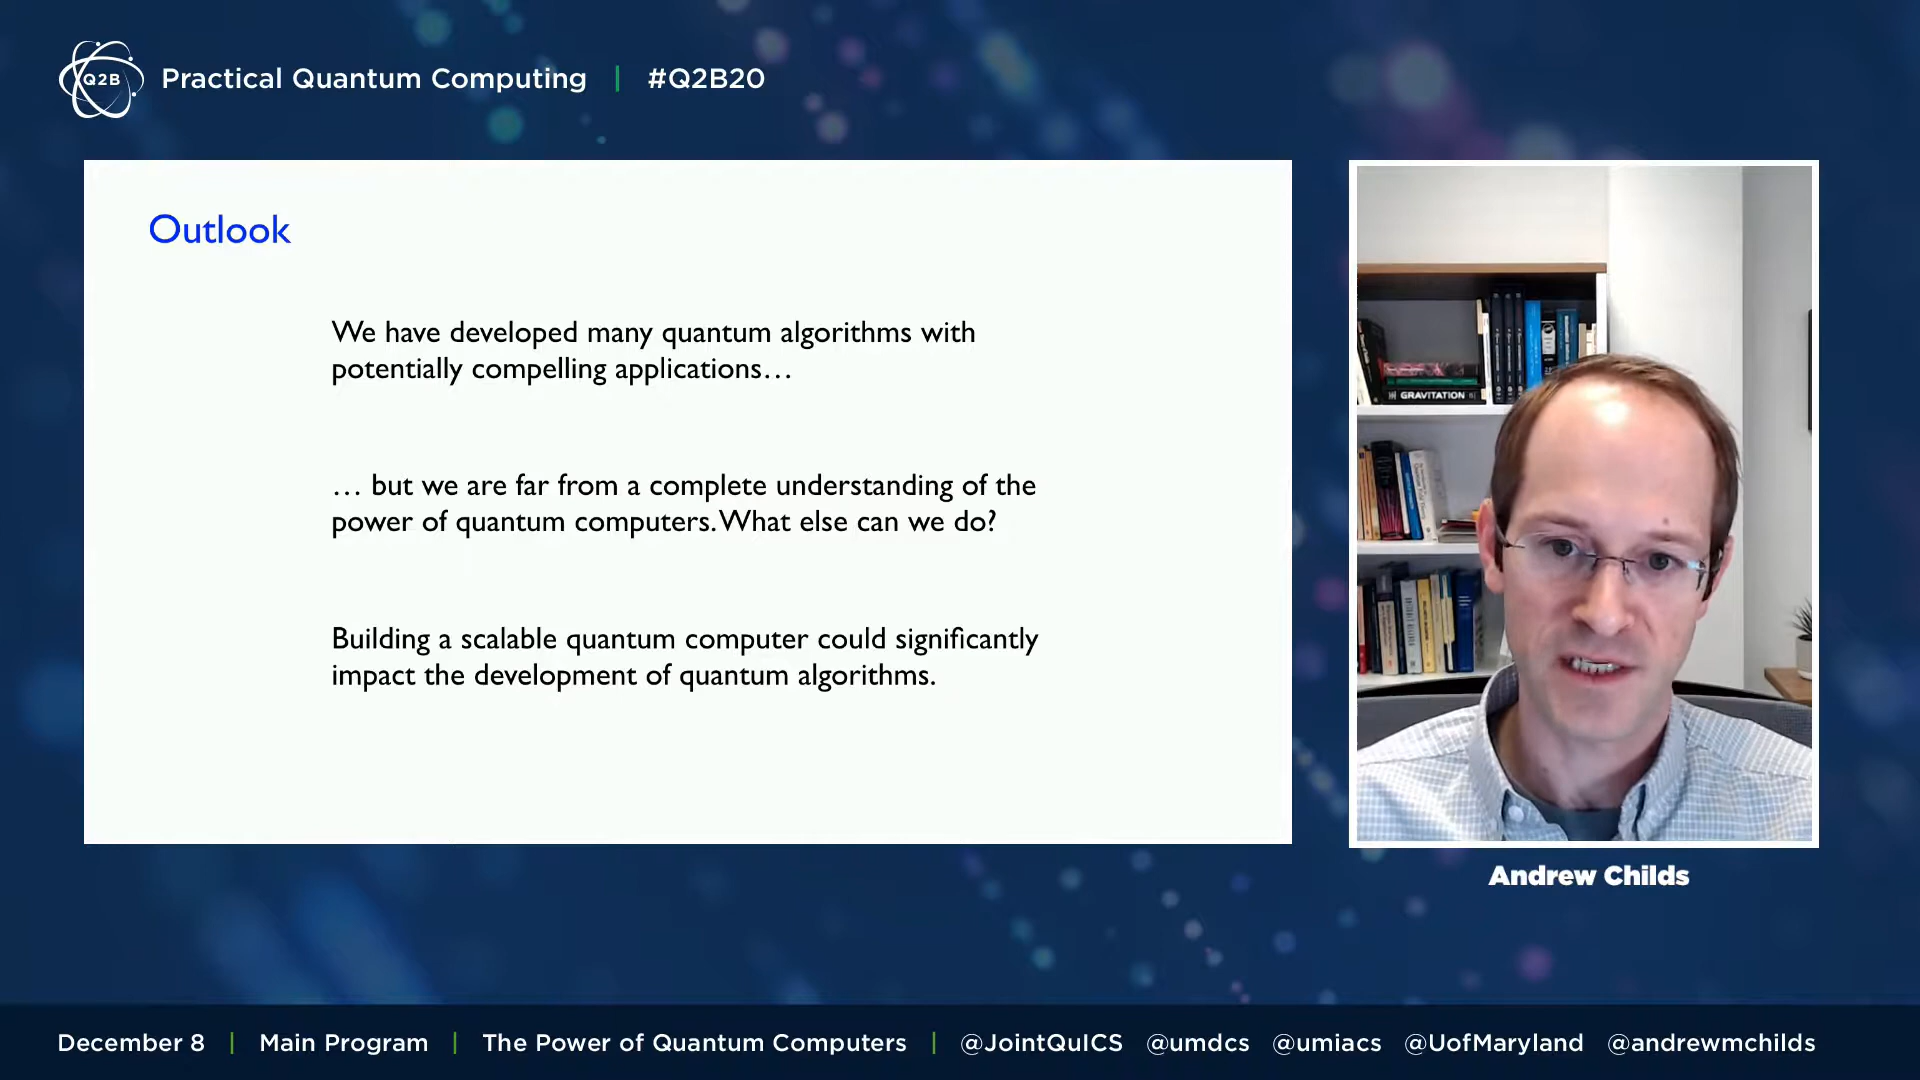 Q2B
Practical Quantum Computing | #Q2B20
Outlook
We have developed many quantum algorithms with
potentially compelling applications…
… but we are far from a complete understanding of the
power of quantum computers. What else can we do?
Building a scalable quantum computer could significantly
impact the development of quantum algorithms.
GRAVITATION
Andrew Childs
December 8 | Main Program | The Power of Quantum Computers | @JointQuICS @umdcs @umiacs @UofMaryland @andrewmchilds